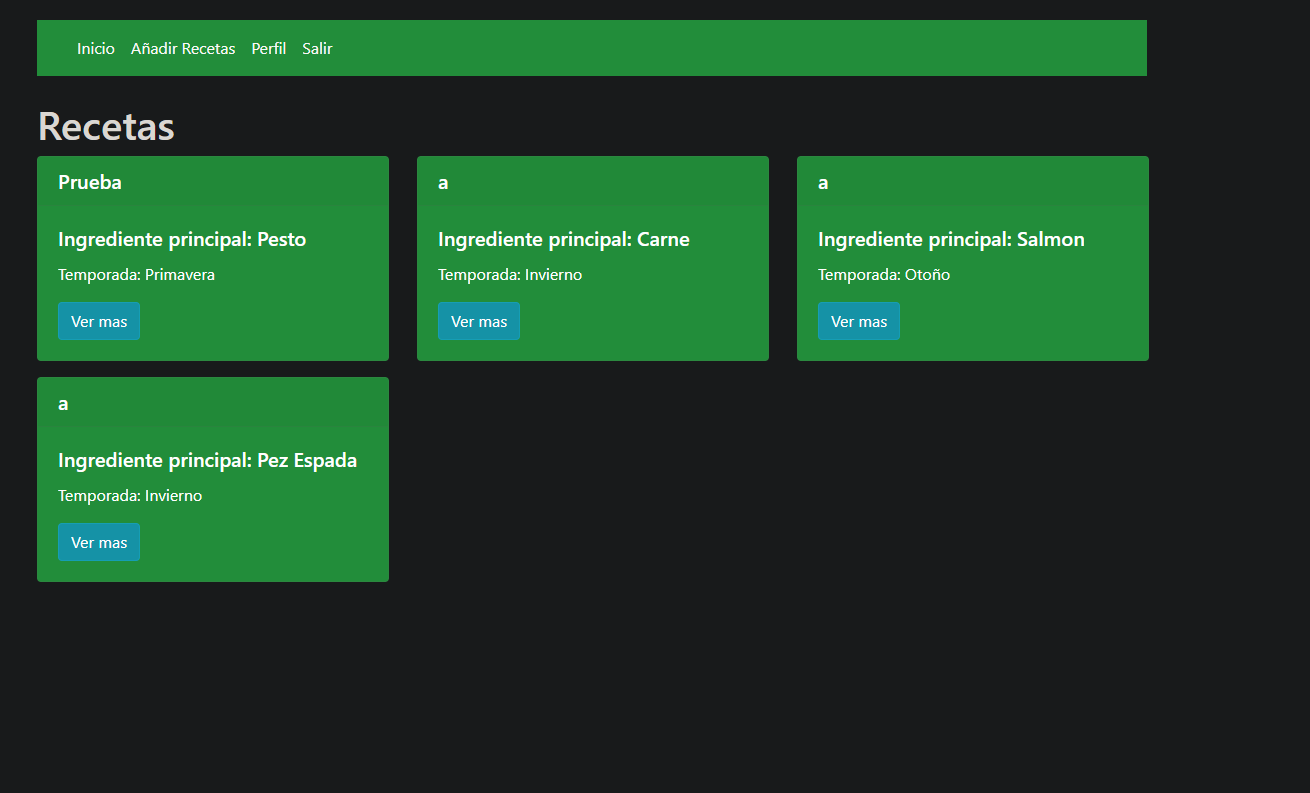 Inicio Añadir Recetas Perfil Salir
Recetas
Prueba
Ingrediente principal: Pesto
Temporada: Primavera
Ver mas
a
Ingrediente principal: Carne
Temporada: Invierno
Ver mas
a
Ingrediente principal: Salmon
Temporada: Otoño
Ver mas
a
Ingrediente principal: Pez Espada
Temporada: Invierno
Ver mas